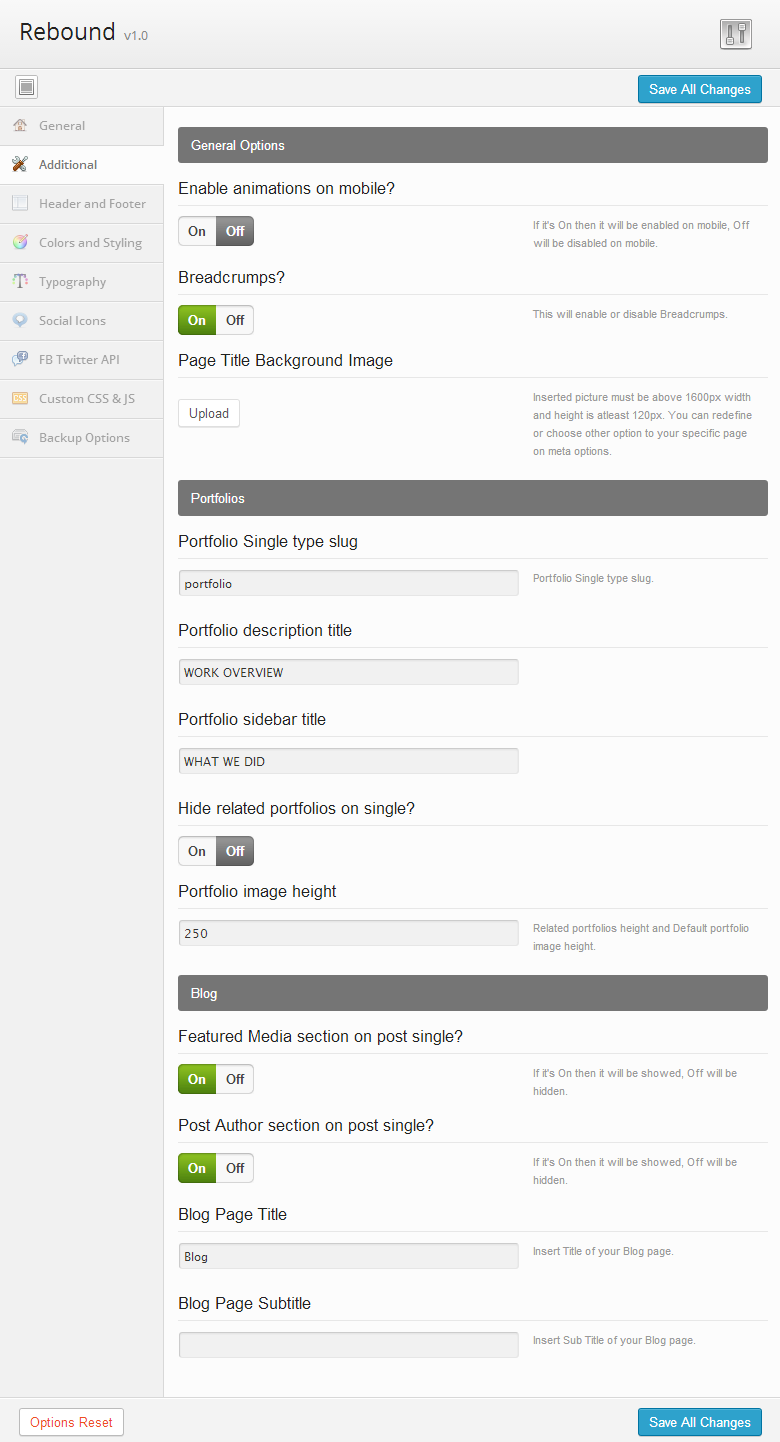 Rebound v1.0
Save All Changes
General
Additional
Header and Footer
Colors and Styling
Typography
Social Icons
FB Twitter API
Custom CSS & JS
Backup Options
General Options
Enable animations on mobile?
On Off
If it's On then it will be enabled on mobile, Off
will be disabled on mobile.
Breadcrumps?
On Off
This will enable or disable Breadcrumps.
Page Title Background Image
Upload
Inserted picture must be above 1600px width
and height is atleast 120px. You can redefine
or choose other option to your specific page
on meta options.
Portfolios
Portfolio Single type slug
portfolio
Portfolio Single type slug.
Portfolio description title
WORK OVERVIEW
Portfolio sidebar title
WHAT WE DID
Hide related portfolios on single?
On Off
Portfolio image height
250
Related portfolios height and Default portfolio
image height.
Blog
Featured Media section on post single?
On Off
If it's On then it will be showed, Off will be
hidden.
Post Author section on post single?
On Off
If it's On then it will be showed, Off will be
hidden.
Blog Page Title
Blog
Insert Title of your Blog page.
Blog Page Subtitle
Insert Sub Title of your Blog page.
Options Reset
Save All Changes